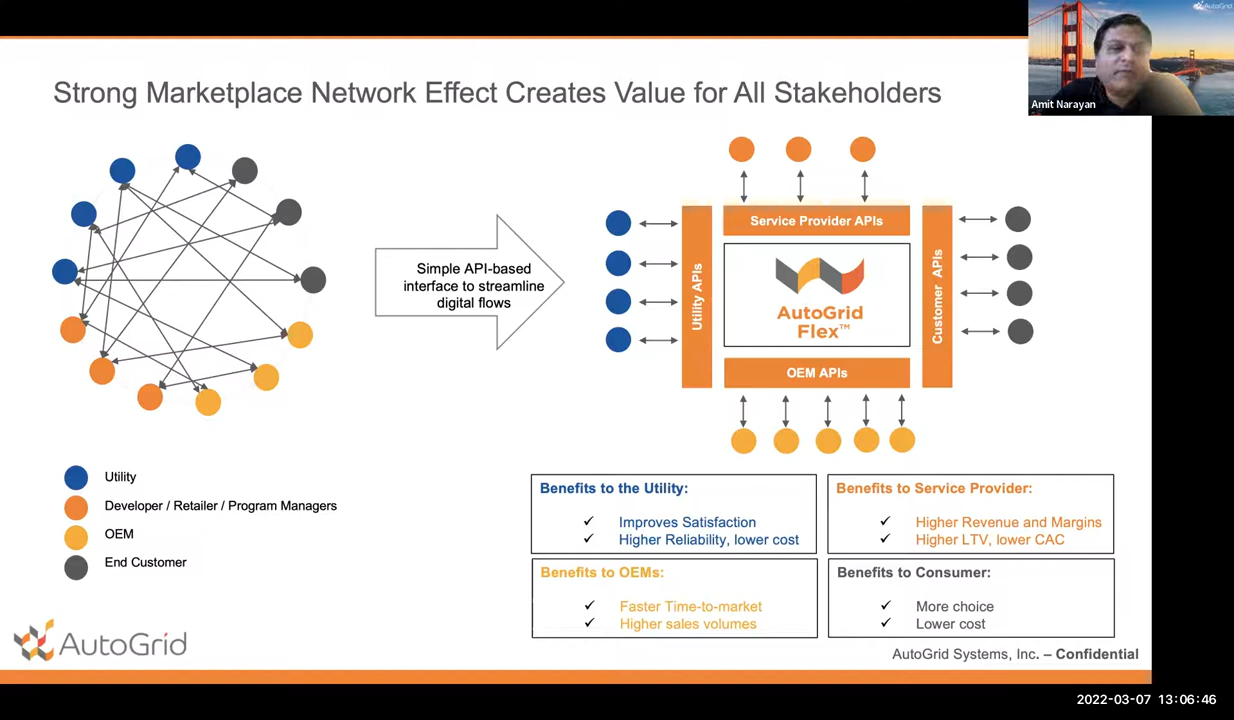 AutoGrid
Amit Narayan
Strong Marketplace Network Effect Creates Value for All Stakeholders
Simple API-based
interface to streamline
digital flows
Service Provider APIs
Utility APIs
AutoGrid
Flex™
Customer APIs
OEM APIs
Utility
Developer / Retailer / Program Managers
OEM
End Customer
Benefits to the Utility:
✓ Improves Satisfaction
✓ Higher Reliability, lower cost
Benefits to Service Provider:
✓ Higher Revenue and Margins
✓ Higher LTV, lower CAC
Benefits to OEMs:
✓ Faster Time-to-market
✓ Higher sales volumes
Benefits to Consumer:
✓ More choice
✓ Lower cost
AutoGrid
AutoGrid Systems, Inc. – Confidential
2022-03-07 13:06:46